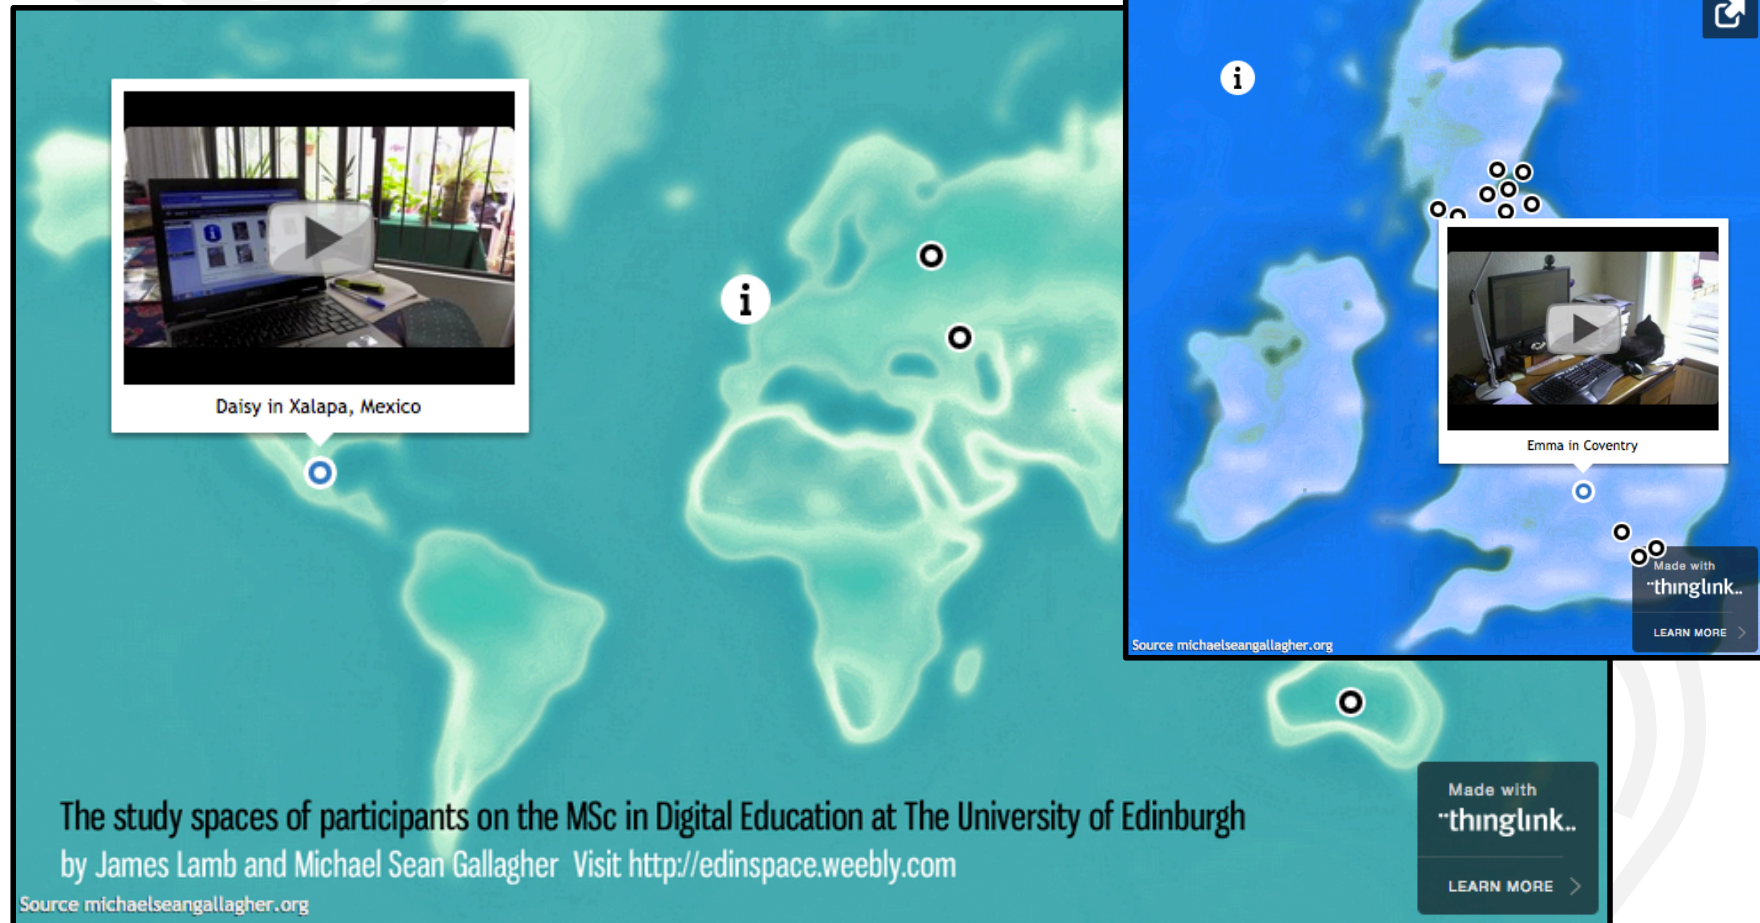 Daisy in Xalapa, Mexico
The study spaces of participants on the MSc in Digital Education at The University of Edinburgh
by James Lamb and Michael Sean Gallagher Visit http://edinspace.weebly.com
Source michaelseangallagher.org
Made with
thinglink..
LEARN MORE
Emma in Coventry
Source michaelseangallagher.org
Made with
thinglink..
LEARN MORE